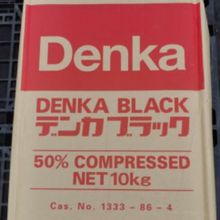 Denka
DENKA BLACK
デンカ ブラック
50% COMPRESSED
NET 10kg
Cas. No. 1333 - 86 - 4